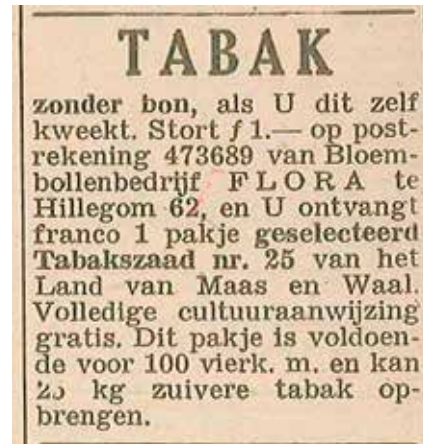 TABAK
zonder bon, als U dit zelf
kweekt. Stort ƒ 1.— op post-
rekening 473689 van Bloem-
bollenbedrijf FLORA te
Hillegom 62, en U ontvangt
franco 1 pakje geselecteerd
Tabakszaad nr. 25 van het
Land van Maas en Waal.
Volledige cultuuraanwijzing
gratis. Dit pakje is voldoen-
de voor 100 vierk. m. en kan
25 kg zuivere tabak op-
brengen.